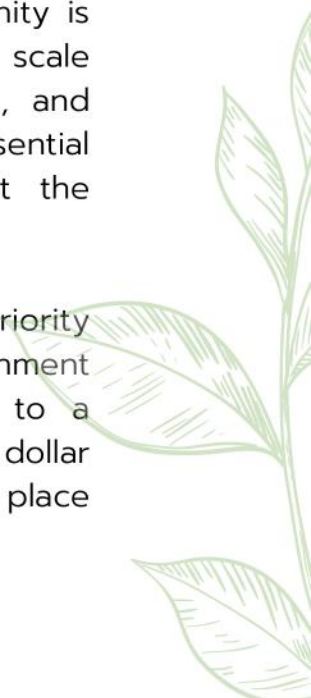 nity is
scale
, and
sential
t the
riority
nment
to a
dollar
place